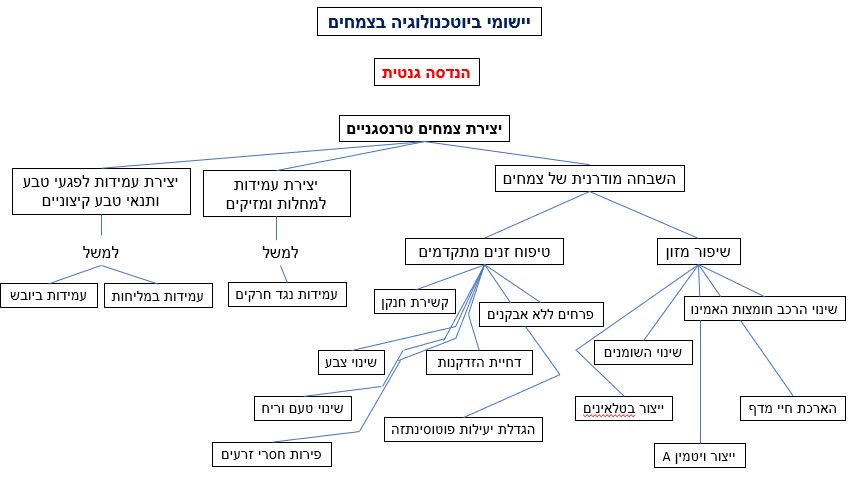 יישומי ביוטכנולוגיה בצמחים
הנדסה גנטית
יצירת צמחים טרנסגניים
השבחה מודרנית של צמחים
יצירת עמידות
למחלות ומזיקים
יצירת עמידות לפגעי טבע
ותנאי טבע קיצוניים
שיפור מזון
טיפוח זנים מתקדמים
למשל
למשל
שינוי הרכב חומצות האמינו
פרחים ללא אבקנים
קשירת חנקן
עמידות נגד חרקים
עמידות במליחות
עמידות ביובש
שינוי השומנים
דחיית הזדקנות
שינוי צבע
הארכת חיי מדף
ייצור בטלאינים
הגדלת יעילות פוטוסינתזה
שינוי טעם וריח
ייצור ויטמין A
פירות חסרי זרעים